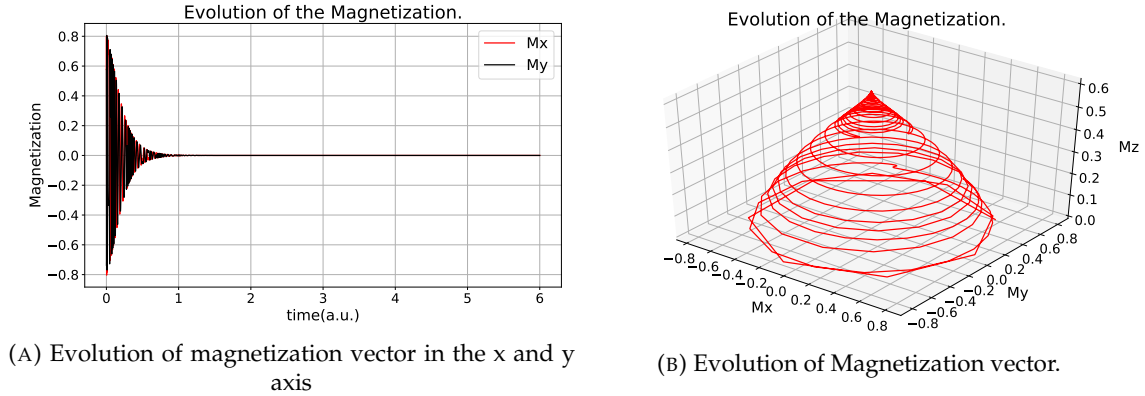 Evolution of the Magnetization.
Magnetization
0.8
0.6
0.4
0.2
0.0
−0.2
−0.4
−0.6
−0.8
Mx
My
0 1 2 3 4 5 6
time(a.u.)
(A) Evolution of magnetization vector in the x and y
axis
Evolution of the Magnetization.
0.6
0.5
0.4
0.3
0.2
0.1
0.0
Mz
−0.8 −0.6 −0.4 −0.2 0.0 0.2 0.4 0.6 0.8
Mx
−0.8 −0.6 −0.4 −0.2 0.0 0.2 0.4 0.6 0.8
My
(B) Evolution of Magnetization vector.